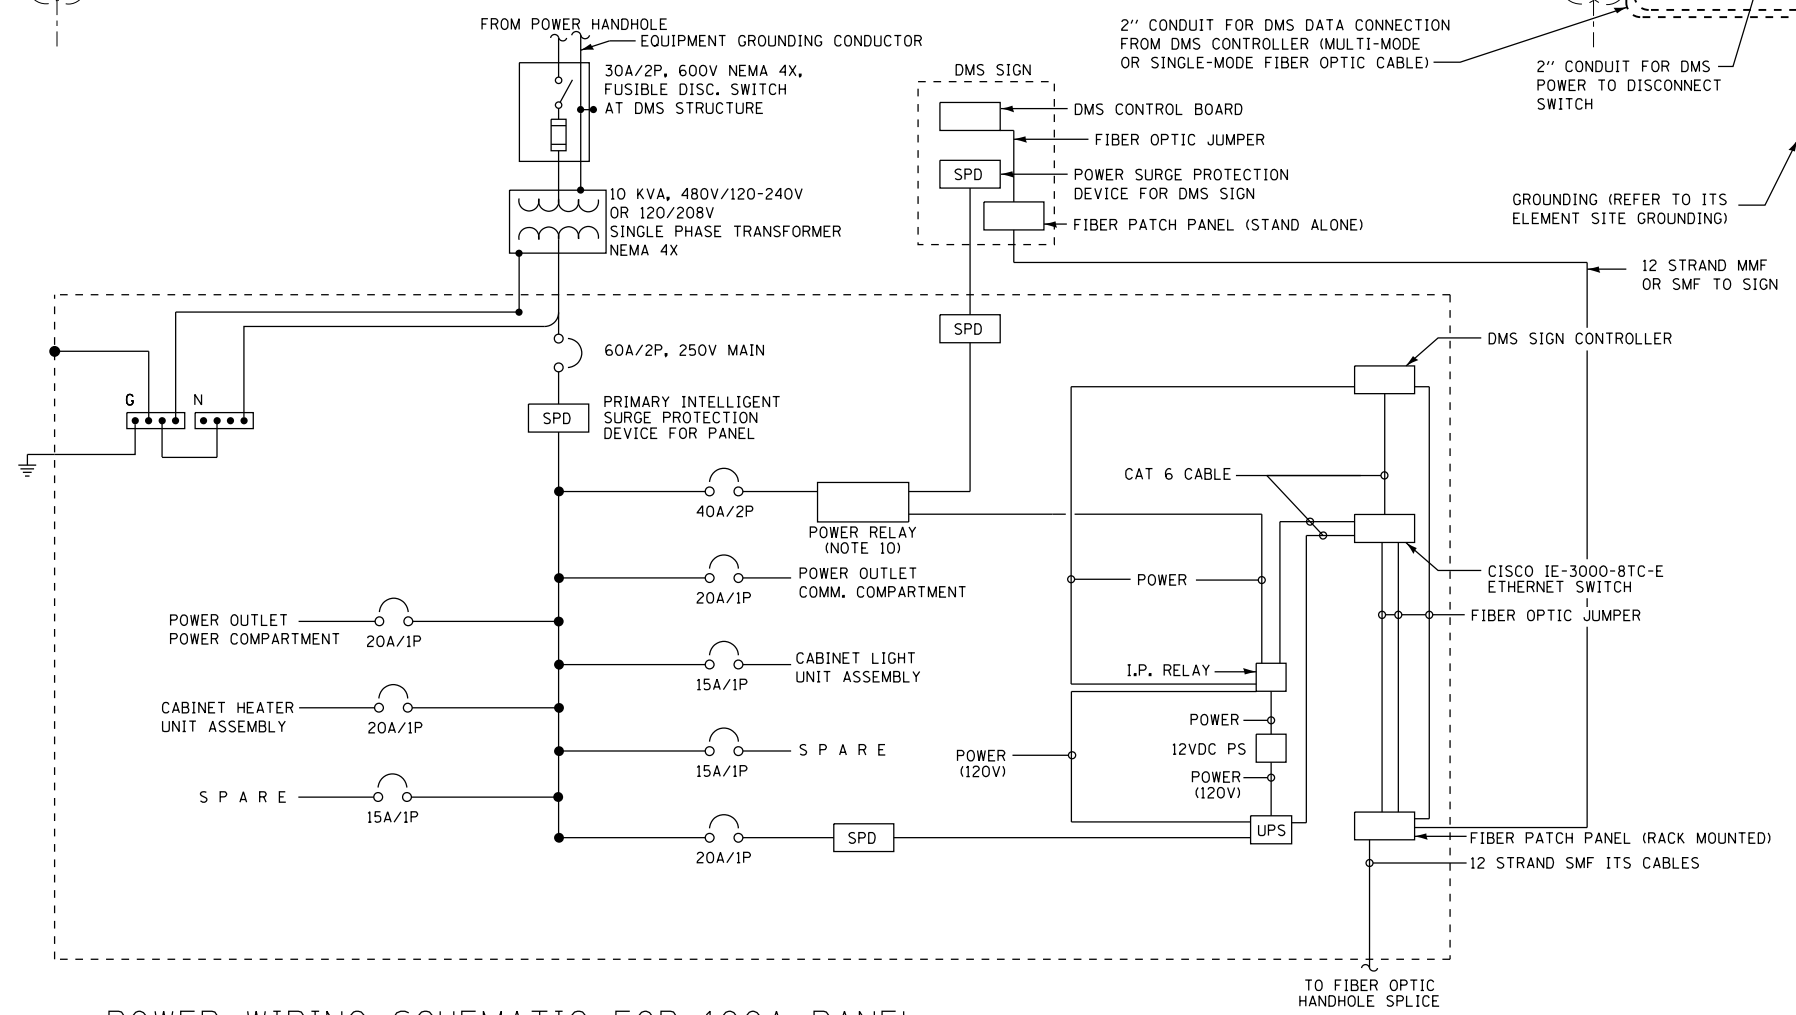 FROM POWER HANDHOLE
EQUIPMENT GROUNDING CONDUCTOR
30A/2P, 600V NEMA 4X,
FUSIBLE DISC. SWITCH
AT DMS STRUCTURE
10 KVA, 480V/120-240V
OR 120/208V
SINGLE PHASE TRANSFORMER
NEMA 4X
DMS SIGN
DMS CONTROL BOARD
FIBER OPTIC JUMPER
SPD
POWER SURGE PROTECTION
DEVICE FOR DMS SIGN
FIBER PATCH PANEL (STAND ALONE)
2'' CONDUIT FOR DMS DATA CONNECTION
FROM DMS CONTROLLER (MULTI-MODE
OR SINGLE-MODE FIBER OPTIC CABLE)
2'' CONDUIT FOR DMS
POWER TO DISCONNECT
SWITCH
GROUNDING (REFER TO ITS
ELEMENT SITE GROUNDING)
12 STRAND MMF
OR SMF TO SIGN
SPD
60A/2P, 250V MAIN
DMS SIGN CONTROLLER
G
N
SPD
PRIMARY INTELLIGENT
SURGE PROTECTION
DEVICE FOR PANEL
CAT 6 CABLE
40A/2P
POWER RELAY
(NOTE 10)
20A/1P
POWER OUTLET
COMM. COMPARTMENT
POWER
CISCO IE-3000-8TC-E
ETHERNET SWITCH
FIBER OPTIC JUMPER
POWER OUTLET
POWER COMPARTMENT
20A/1P
15A/1P
CABINET LIGHT
UNIT ASSEMBLY
I.P. RELAY
CABINET HEATER
UNIT ASSEMBLY
20A/1P
15A/1P
SPARE
POWER
12VDC PS
POWER
(120V)
POWER
(120V)
SPARE
15A/1P
20A/1P
SPD
UPS
FIBER PATCH PANEL (RACK MOUNTED)
12 STRAND SMF ITS CABLES
TO FIBER OPTIC
HANDHOLE SPLICE
POWER WIRING SCHEMATIC FOR 100A PANEL